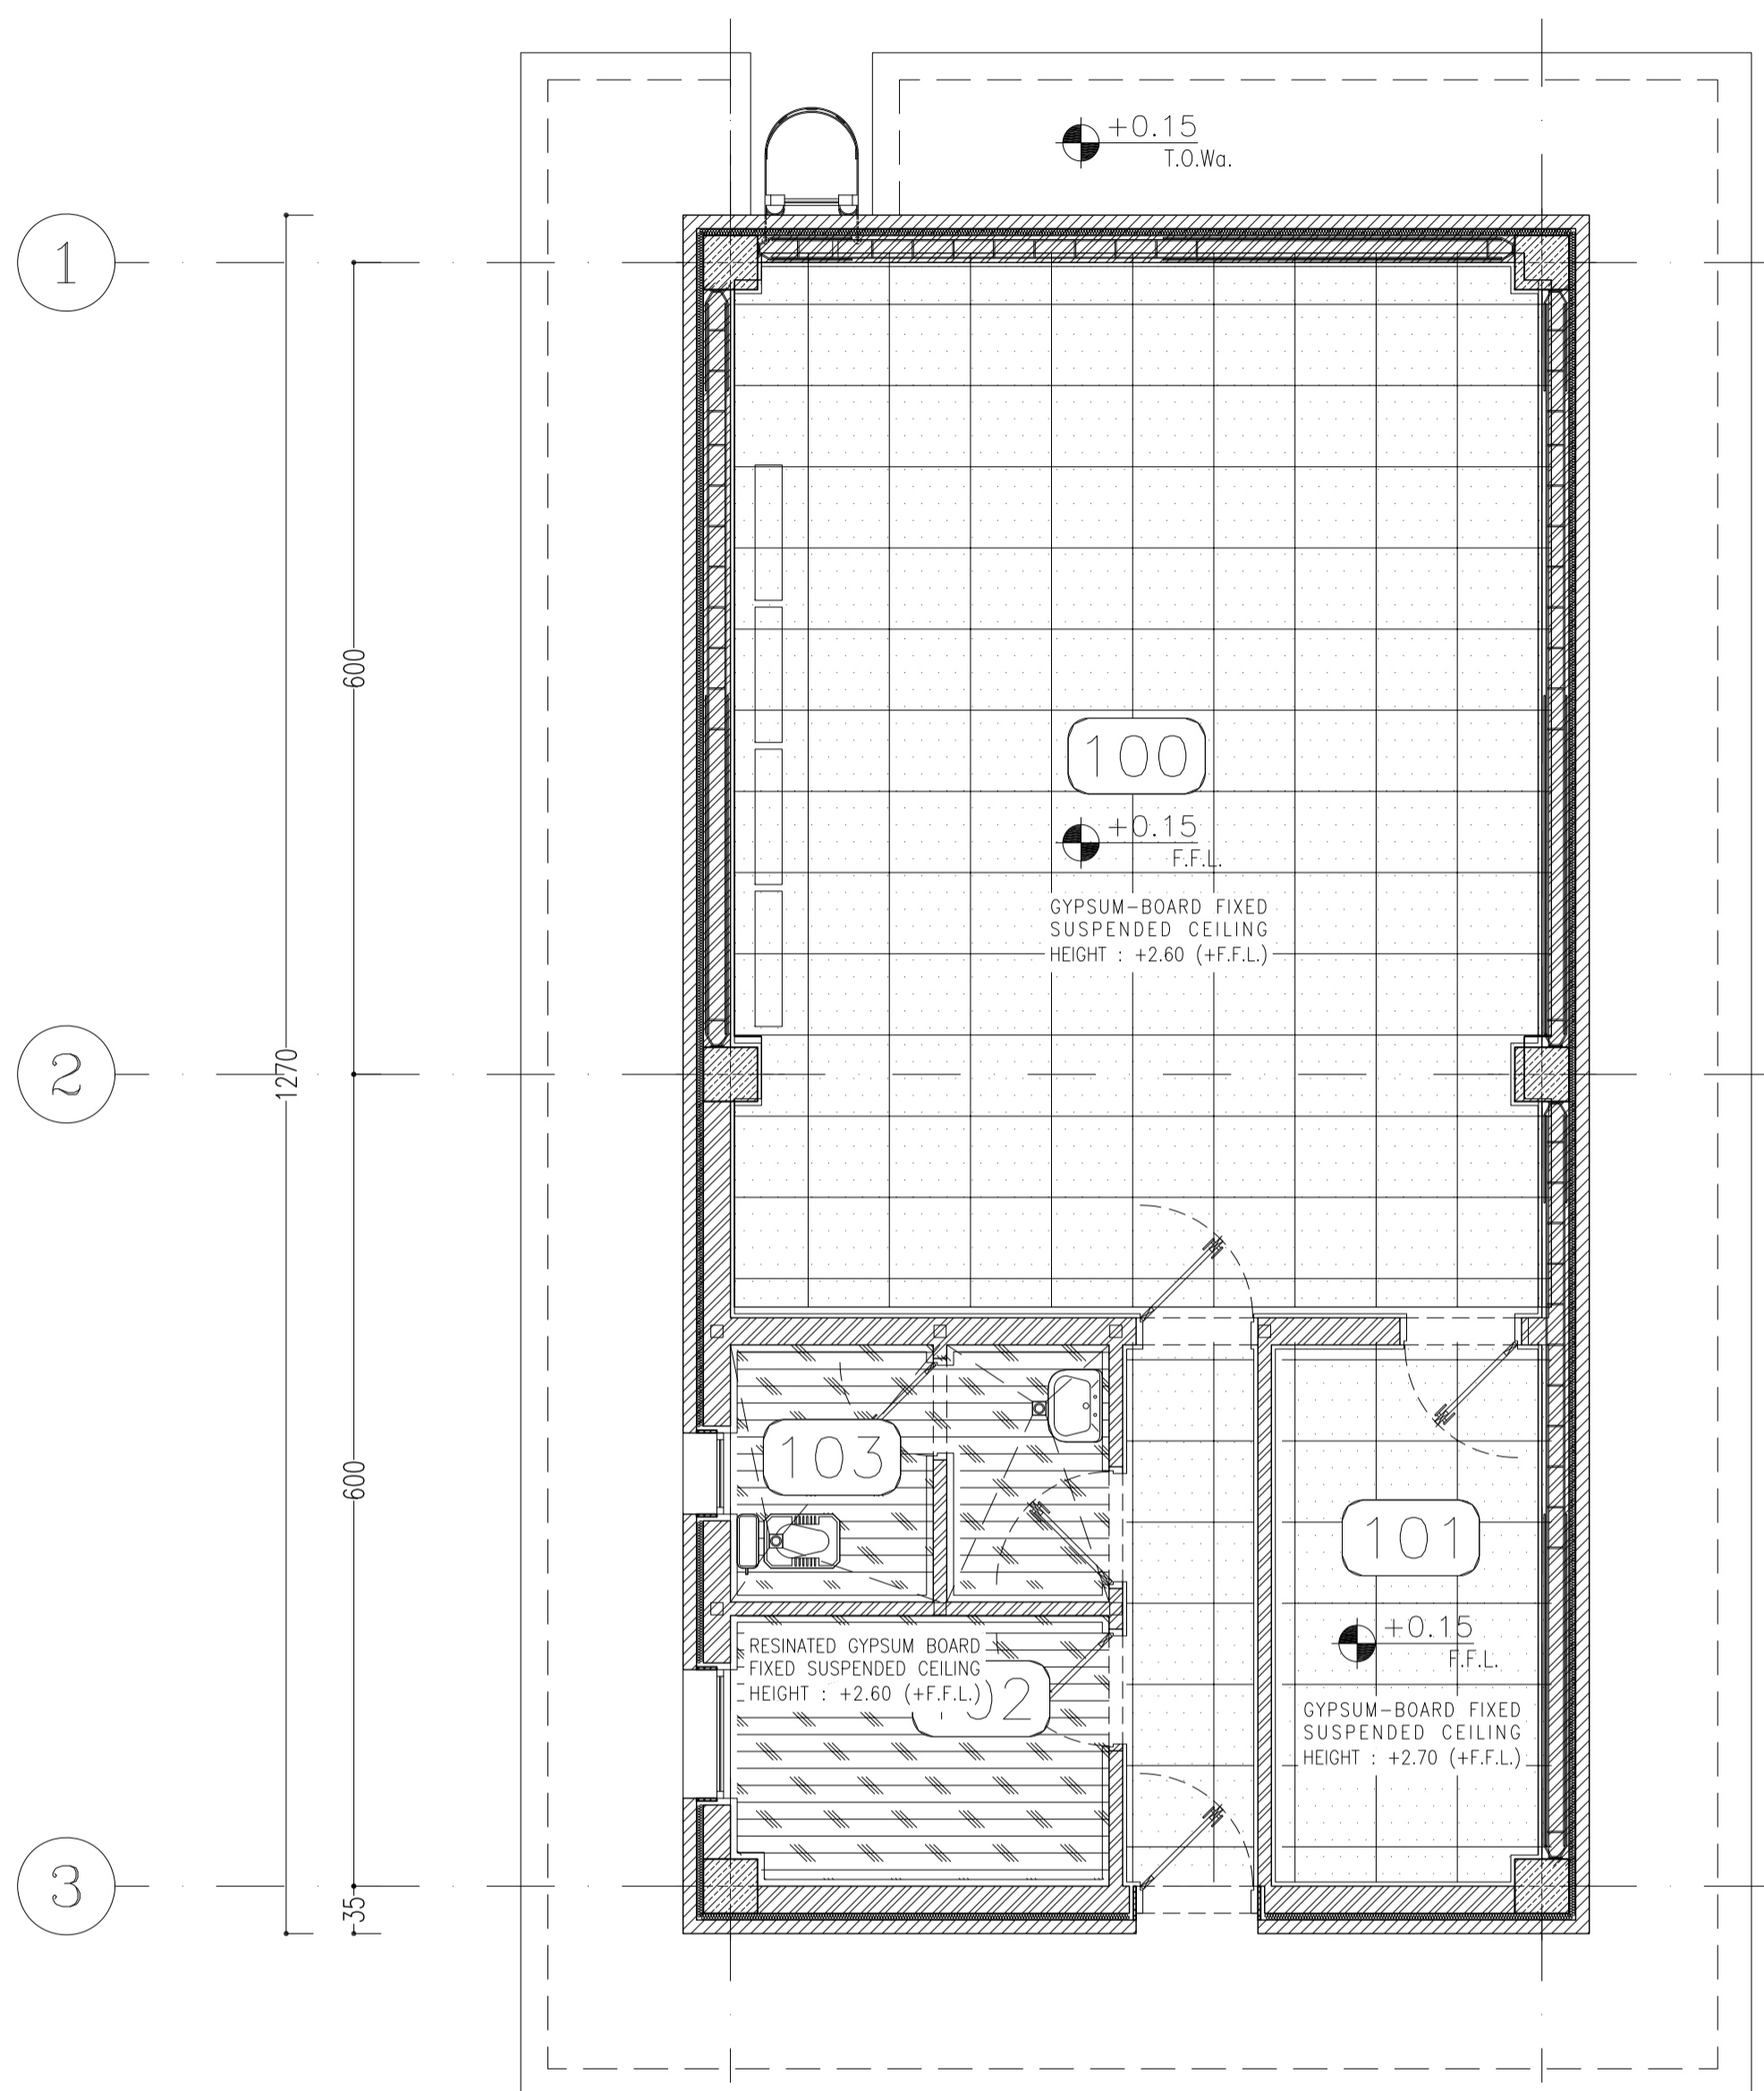 +0.15
T.O.Wa.
1
600
100
+0.15
F.F.L.
GYPSUM-BOARD FIXED
SUSPENDED CEILING
HEIGHT : +2.60 (+F.F.L.)
2
1270
103
600
101
+0.15
F.F.L.
RESINATED GYPSUM BOARD
FIXED SUSPENDED CEILING
HEIGHT : +2.60 (+F.F.L.)
GYPSUM-BOARD FIXED
SUSPENDED CEILING
HEIGHT : +2.70 (+F.F.L.)
3
35